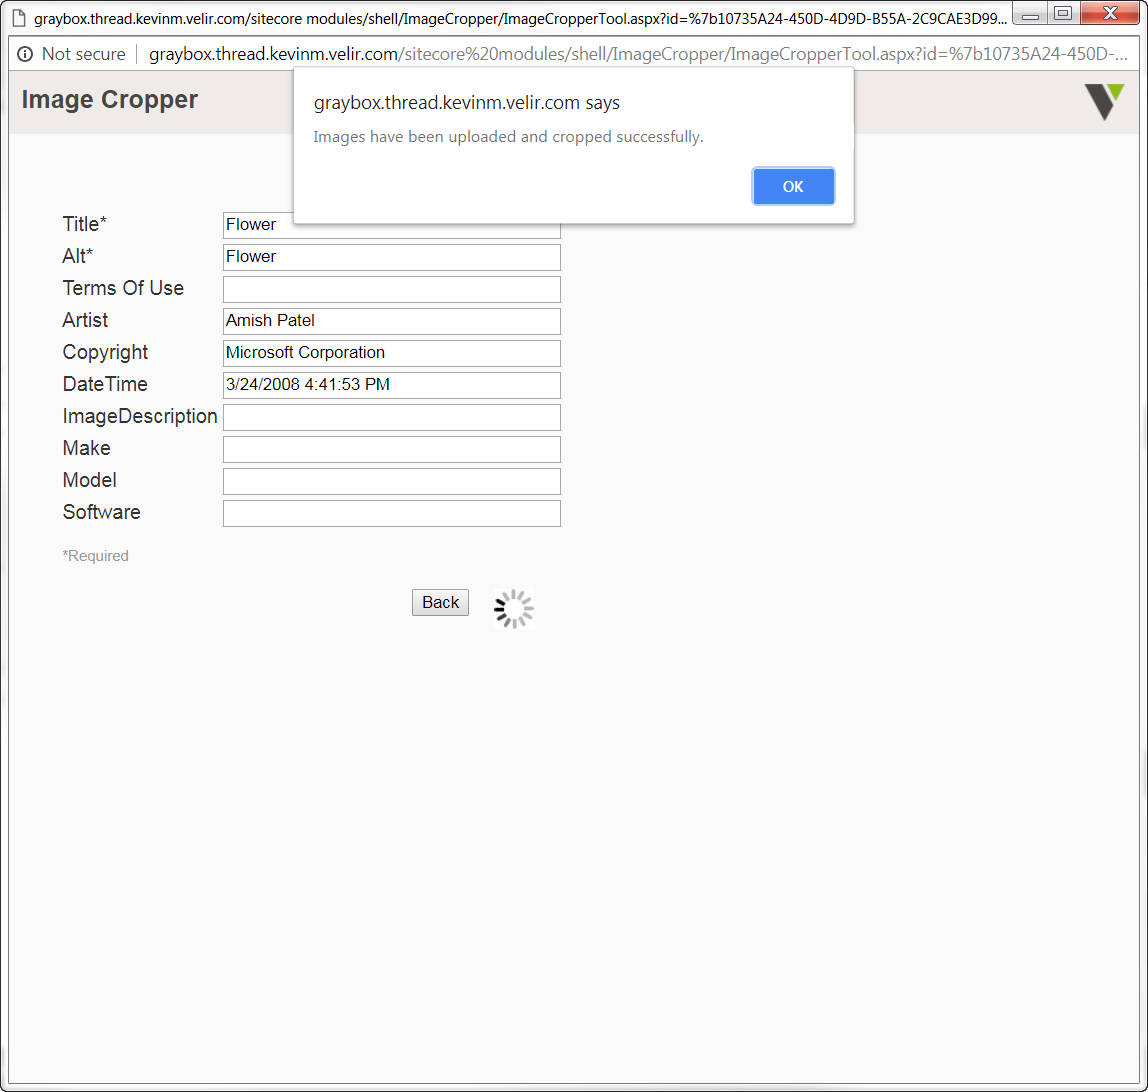 graybox.thread.kevinm.velir.com/sitecore modules/shell/ImageCropper/ImageCropperTool.aspx?id=%7b10735A24-450D-4D9D-B55A-2C9CAE3D99...
Not secure graybox.thread.kevinm.velir.com/sitecore%20modules/shell/ImageCropper/ImageCropperTool.aspx?id=%7b10735A24-450D-...
Image Cropper
graybox.thread.kevinm.velir.com says
Images have been uploaded and cropped successfully.
OK
Title* Flower
Alt* Flower
Terms Of Use
Artist Amish Patel
Copyright Microsoft Corporation
DateTime 3/24/2008 4:41:53 PM
ImageDescription
Make
Model
Software
*Required
Back